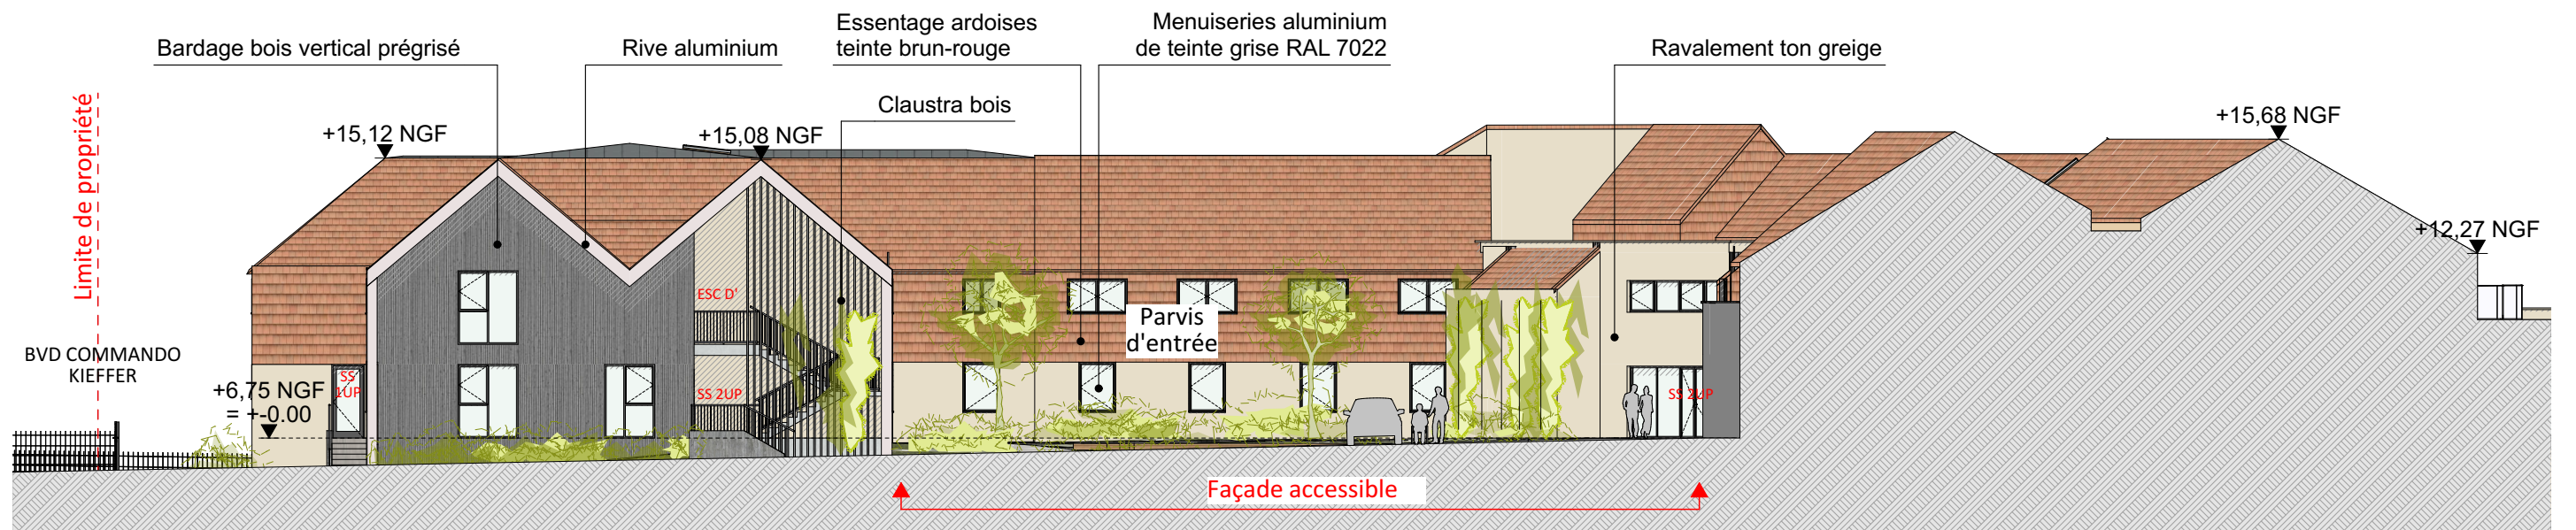 Essentage ardoises
teinte brun-rouge
Menuiseries aluminium
de teinte grise RAL 7022
Bardage bois vertical prégrisé
Rive aluminium
Ravalement ton greige
Claustra bois
Limite de propriété
+15,12 NGF
+15,08 NGF
+15,68 NGF
+12,27 NGF
ESC D'
Parvis
d'entrée
BVD COMMANDO
KIEFFER
+6,75 NGF
= +-0.00
SS
1UP
SS 2UP
SS 2UP
Façade accessible